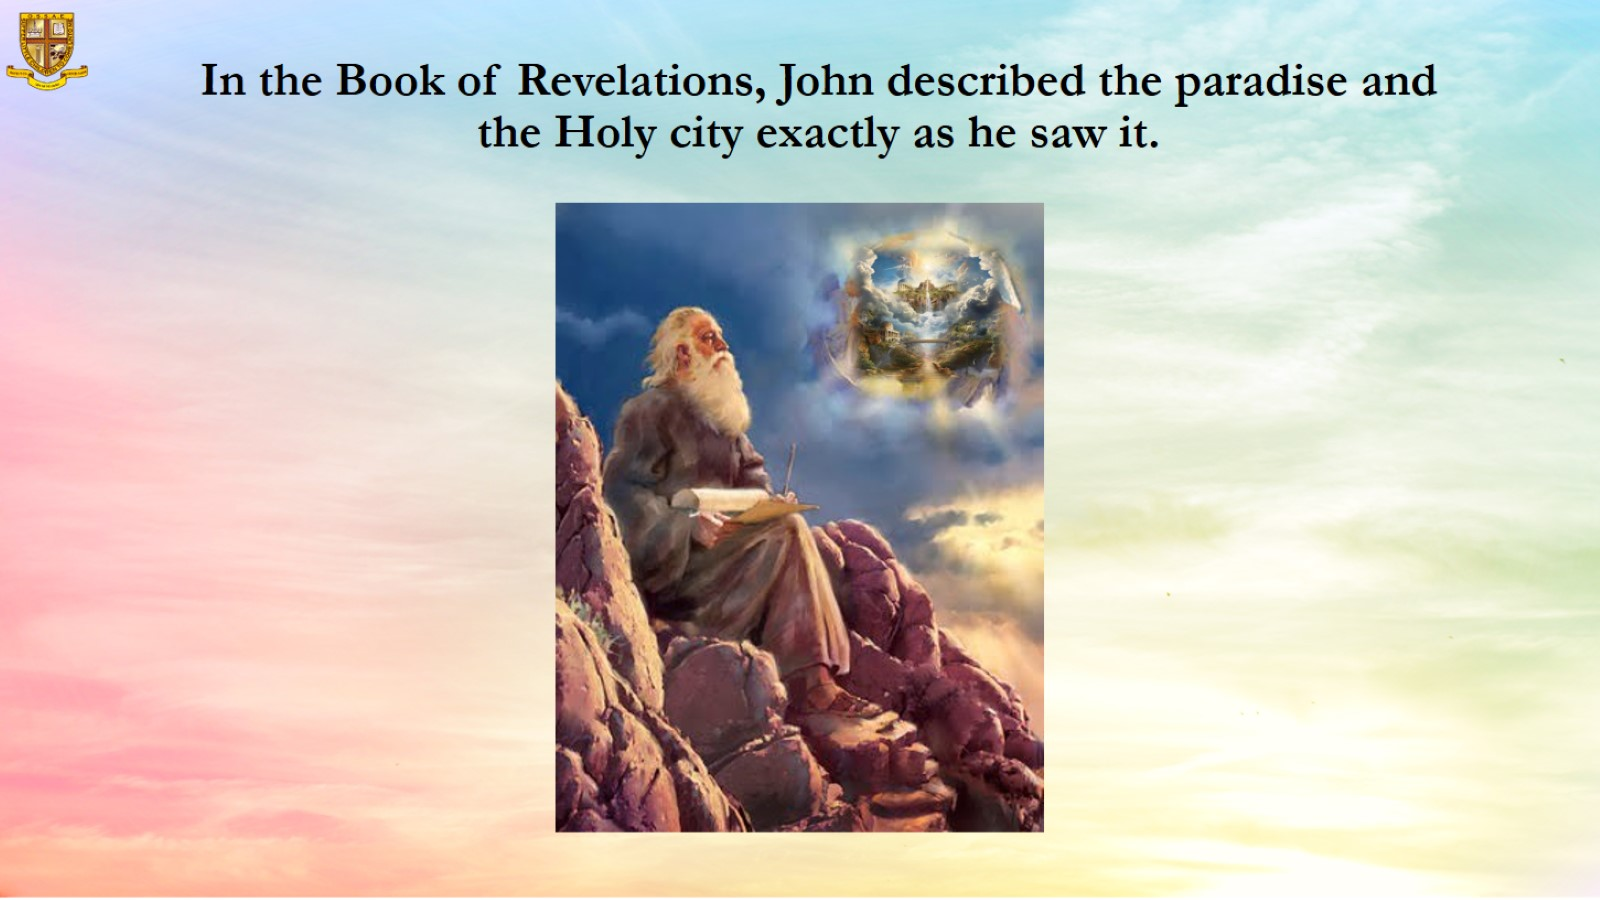 In the Book of Revelations, John described the paradise and
the Holy city exactly as he saw it.